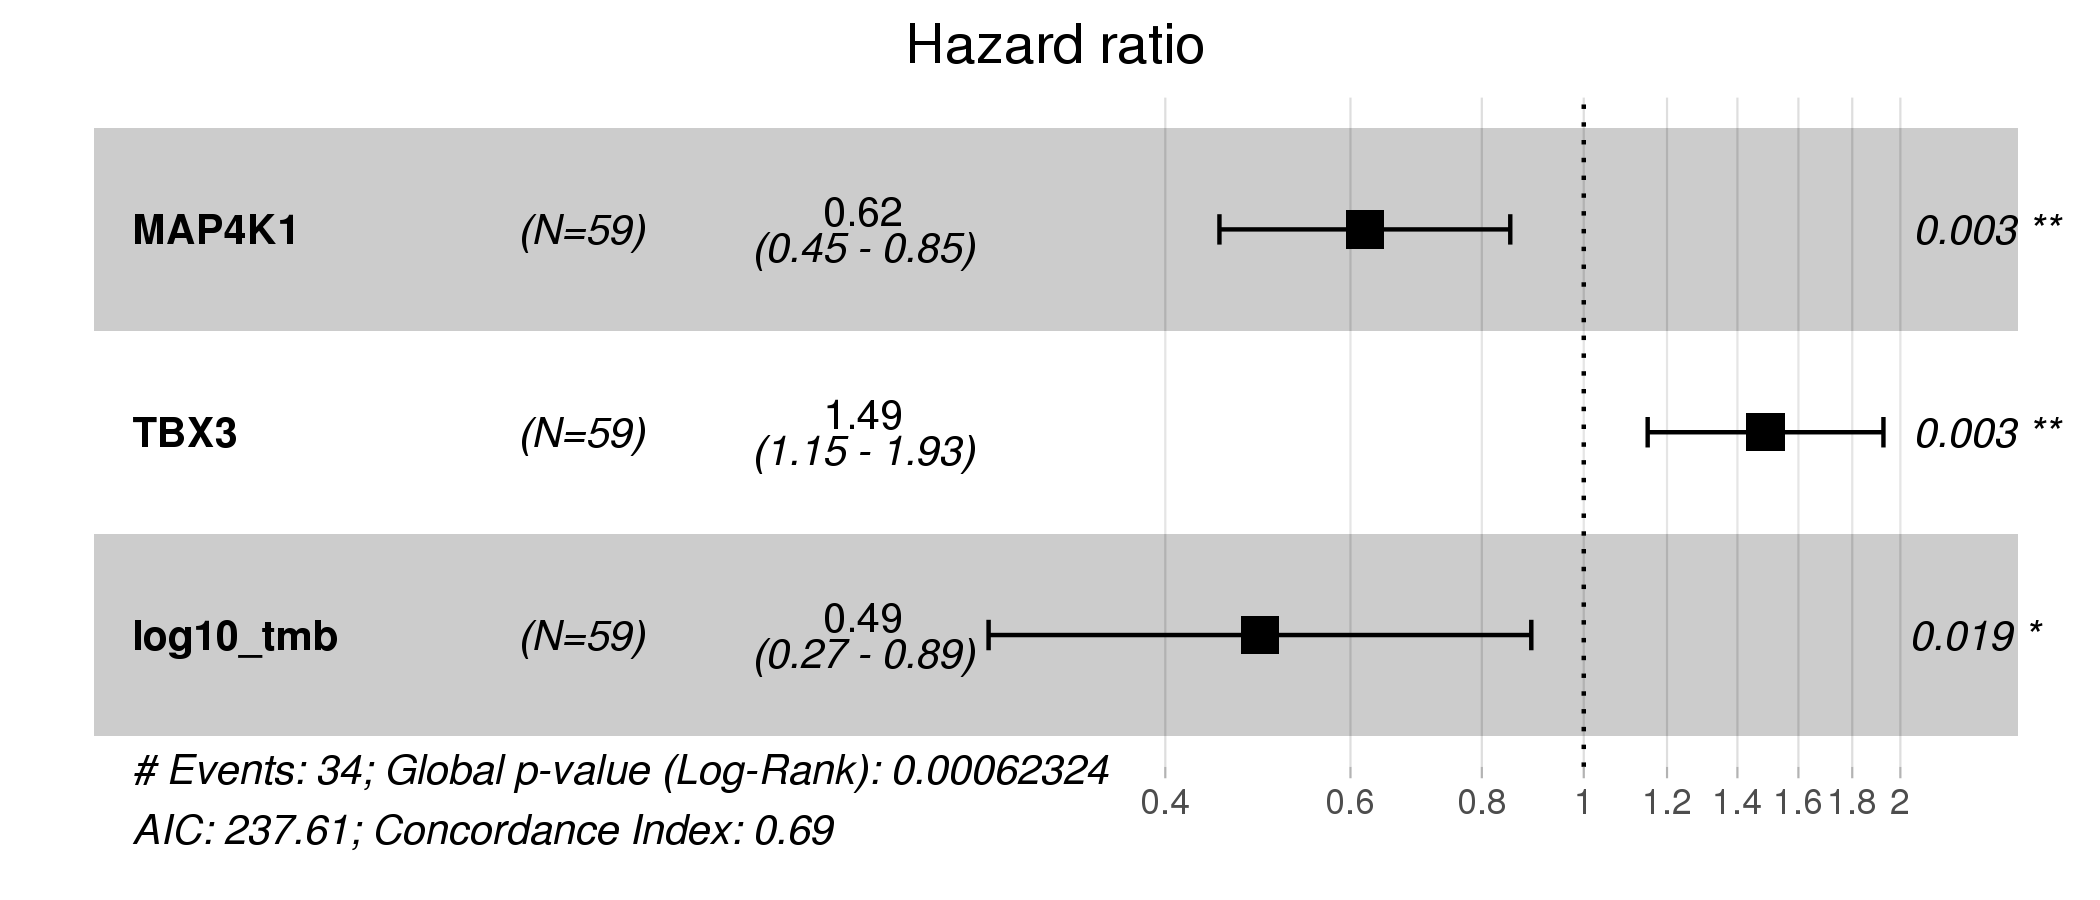 Hazard ratio
MAP4K1 (N=59) 0.62 0.003 **
(0.45 - 0.85)
TBX3 (N=59) 1.49 0.003 **
(1.15 - 1.93)
log10_tmb (N=59) 0.49 0.019 *
(0.27 - 0.89)
# Events: 34; Global p-value (Log-Rank): 0.00062324
0.4 0.6 0.8 1 1.2 1.4 1.6 1.8 2
AIC: 237.61; Concordance Index: 0.69